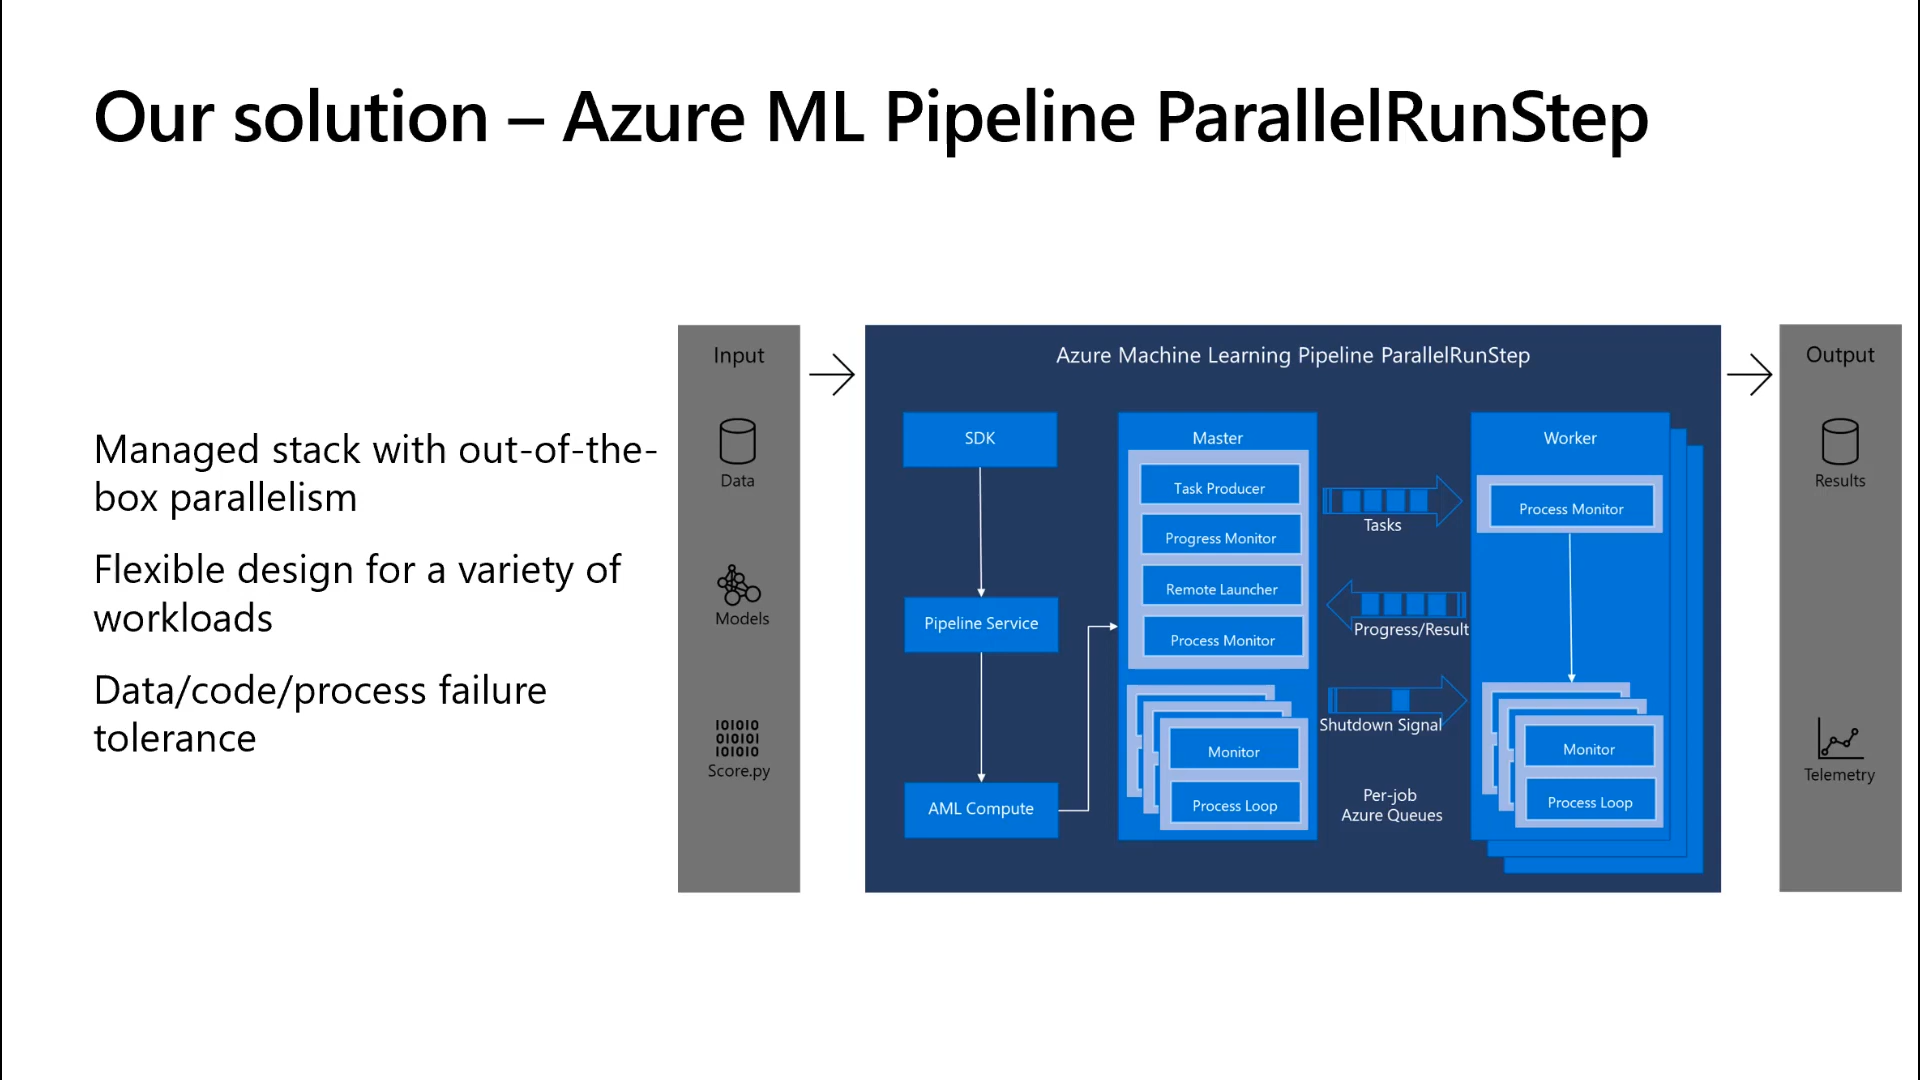 Our solution – Azure ML Pipeline ParallelRunStep
Managed stack with out-of-the-
box parallelism
Flexible design for a variety of
workloads
Data/code/process failure
tolerance
Input
Data
Models
IOIOIO
OIOIOI
IOIOIO
Score.py
Azure Machine Learning Pipeline ParallelRunStep
SDK
Pipeline Service
AML Compute
Master
Task Producer
Progress Monitor
Remote Launcher
Process Monitor
Monitor
Process Loop
Tasks
Progress/Result
Shutdown Signal
Per-job
Azure Queues
Worker
Process Monitor
Monitor
Process Loop
Output
Results
Telemetry